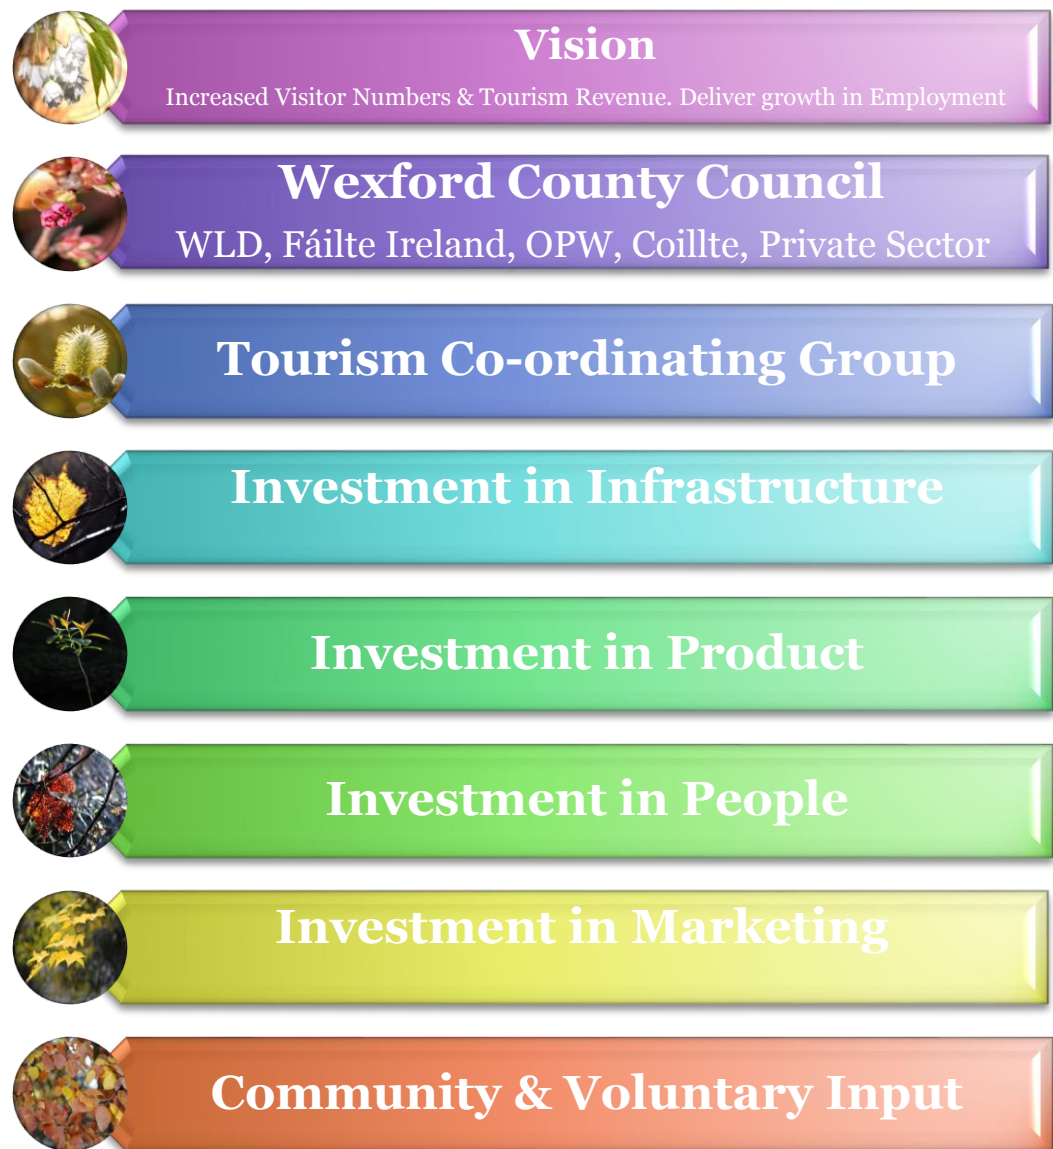 Vision
Increased Visitor Numbers & Tourism Revenue. Deliver growth in Employment
Wexford County Council
WLD, Fáilte Ireland, OPW, Coillte, Private Sector
Tourism Co-ordinating Group
Investment in Infrastructure
Investment in Product
Investment in People
Investment in Marketing
Community & Voluntary Input